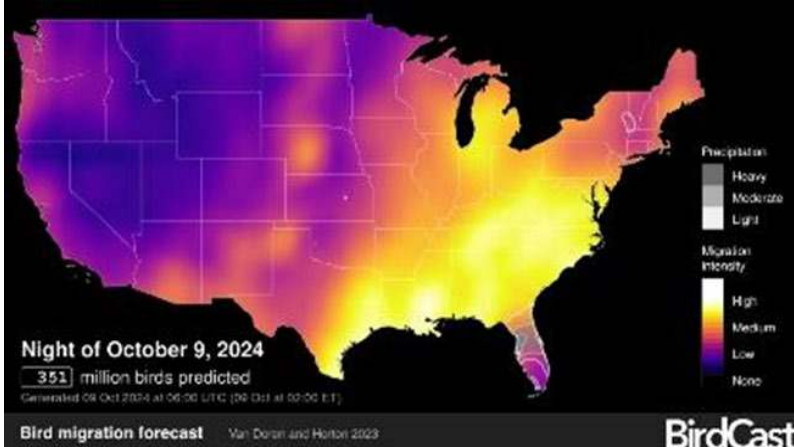 Precipitation
Heavy
Moderate
Light
Migration
Intensity
High
Medium
Low
None
Night of October 9, 2024
351 million birds predicted
Generated 09 Oct 2024 at 06:00 UTC (09 Oct at 02:00 ET)
Bird migration forecast Van Doren and Horton 2023
BirdCast